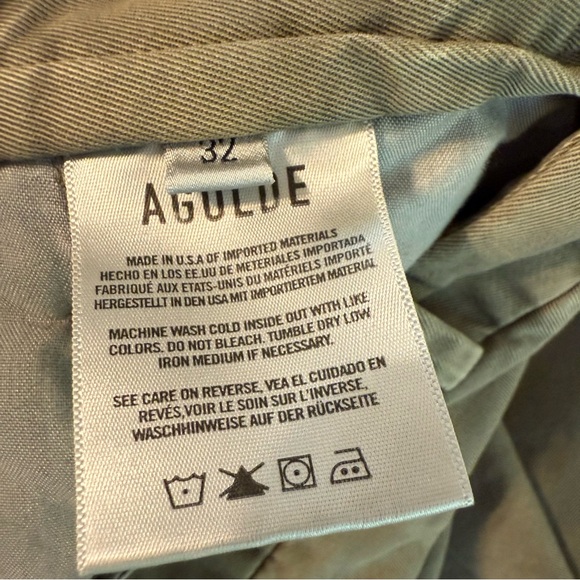 32
AGOLDE
MADE IN U.S.A OF IMPORTED MATERIALS
HECHO EN LOS EE.UU DE METERIALES IMPORTADA
FABRIQUÉ AUX ETATS-UNIS DU MATÉRIELS IMPORTÉ
HERGESTELLT IN DEN USA MIT IMPORTIERTEM MATERIAL
MACHINE WASH COLD INSIDE OUT WITH LIKE
COLORS. DO NOT BLEACH. TUMBLE DRY LOW
IRON MEDIUM IF NECESSARY.
SEE CARE ON REVERSE, VEA EL CUIDADO EN
REVÉS,VOIR LE SOIN SUR L'INVERSE,
WASCHHINWEISE AUF DER RÜCKSEITE